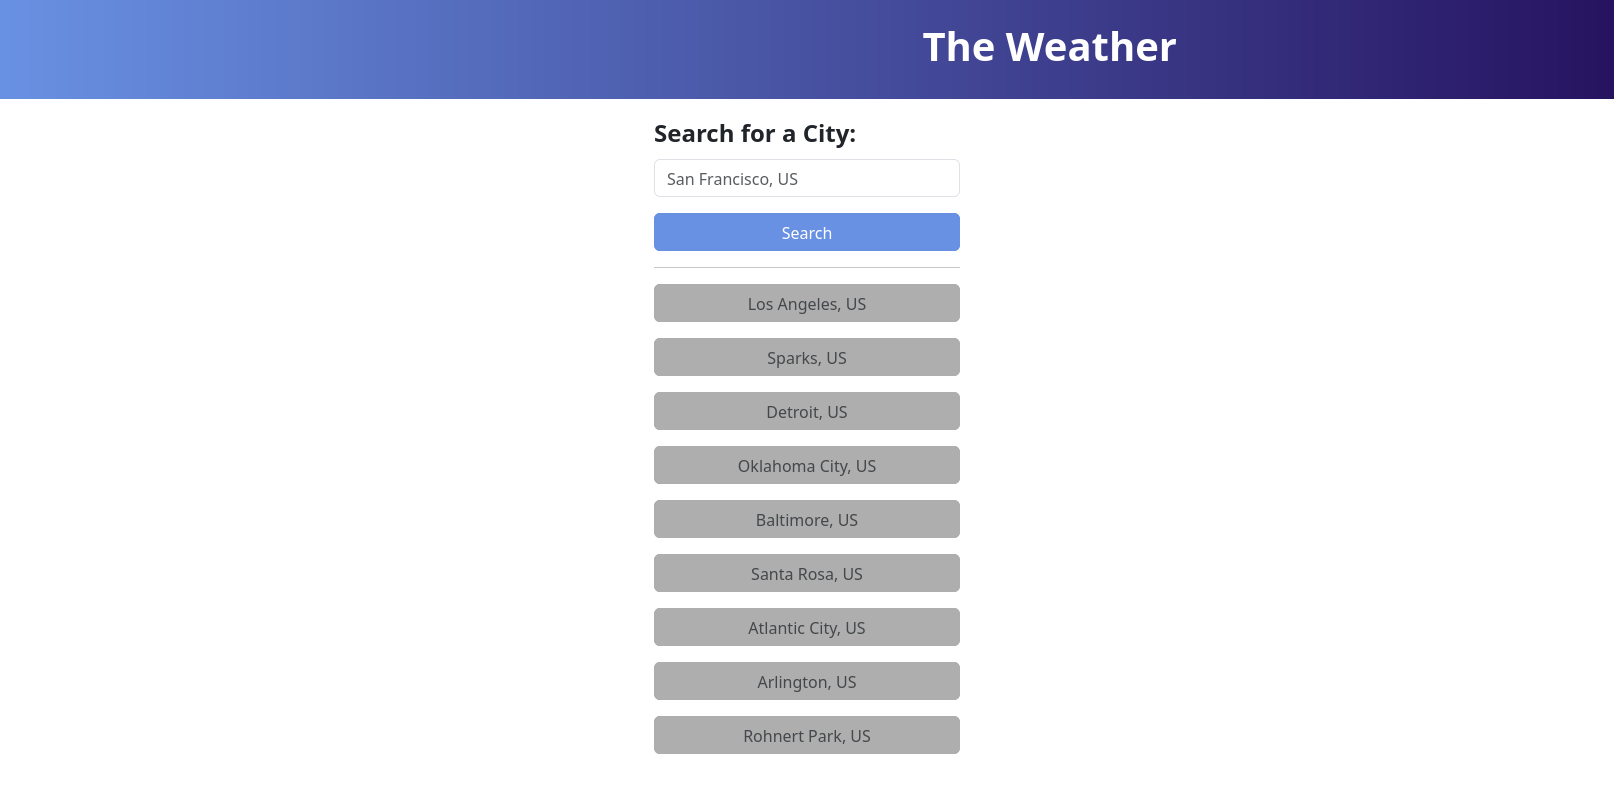 The Weather
Search for a City:
San Francisco, US
Search
Los Angeles, US
Sparks, US
Detroit, US
Oklahoma City, US
Baltimore, US
Santa Rosa, US
Atlantic City, US
Arlington, US
Rohnert Park, US